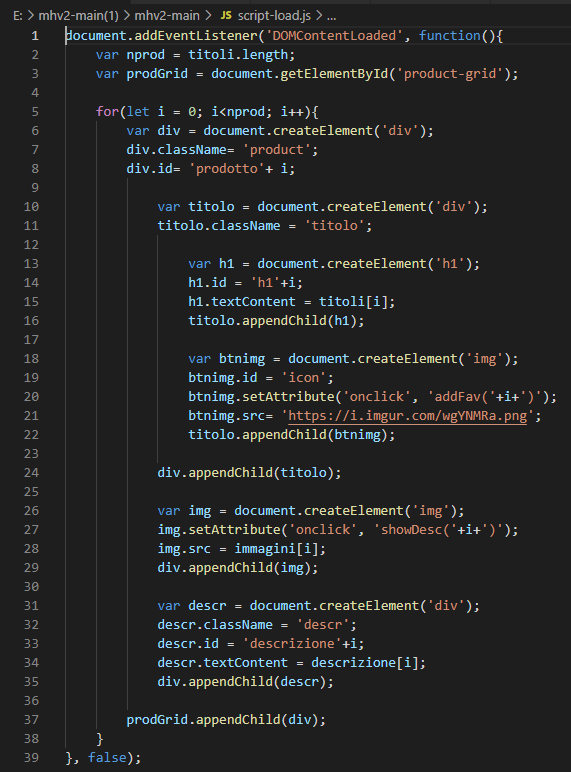 E: > mhv2-main(1) > mhv2-main > JS script-load.js > ...
1 document.addEventListener('DOMContentLoaded', function(){
2     var nprod = titoli.length;
3     var prodGrid = document.getElementById('product-grid');
4
5     for(let i = 0; i<nprod; i++){
6         var div = document.createElement('div');
7         div.className= 'product';
8         div.id= 'prodotto'+ i;
9
10             var titolo = document.createElement('div');
11             titolo.className = 'titolo';
12
13                 var h1 = document.createElement('h1');
14                 h1.id = 'h1'+i;
15                 h1.textContent = titoli[i];
16                 titolo.appendChild(h1);
17
18                 var btnimg = document.createElement('img');
19                 btnimg.id = 'icon';
20                 btnimg.setAttribute('onclick', 'addFav('+i+')');
21                 btnimg.src= 'https://i.imgur.com/wgYNMRa.png';
22                 titolo.appendChild(btnimg);
23
24             div.appendChild(titolo);
25
26             var img = document.createElement('img');
27             img.setAttribute('onclick', 'showDesc('+i+')');
28             img.src = immagini[i];
29             div.appendChild(img);
30
31             var descr = document.createElement('div');
32             descr.className = 'descr';
33             descr.id = 'descrizione'+i;
34             descr.textContent = descrizione[i];
35             div.appendChild(descr);
36
37         prodGrid.appendChild(div);
38     }
39 }, false);